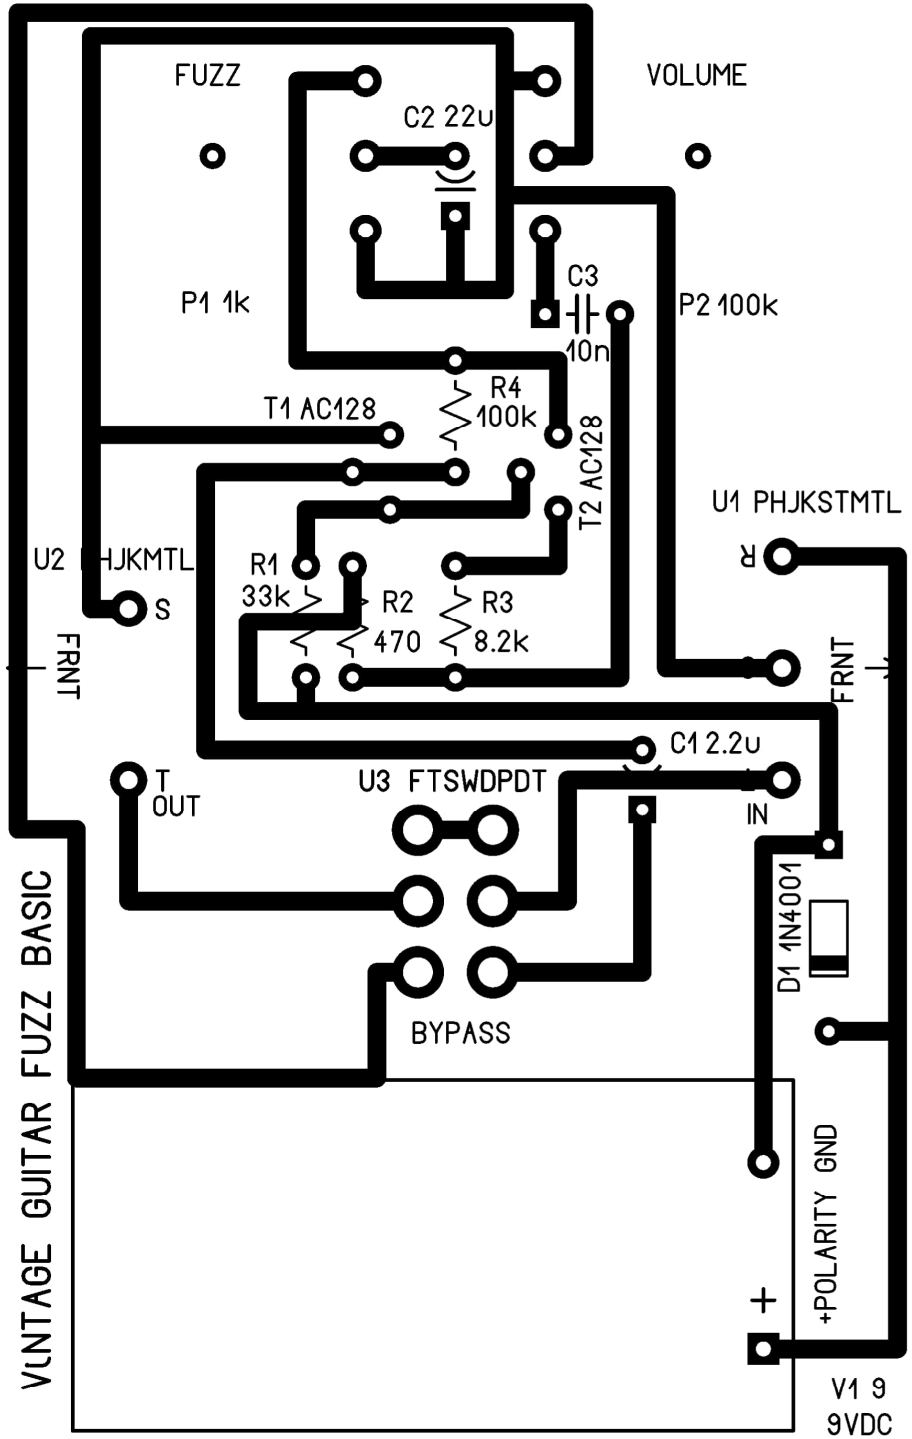 FUZZ
VOLUME
C2 22u
C3
P1 1k
P2 100k
10n
R4
T1 AC128
100k
T2 AC128
U1 PHJKSTMTL
R
U2 PHJKMTL
R1
33k
R2
R3
S
470
8.2k
FRNT
FRNT
C1 2.2u
T
U3 FTSWDPDT
OUT
IN
D1 1N4001
VINTAGE GUITAR FUZZ BASIC
BYPASS
+POLARITY GND
+
V1 9
9VDC